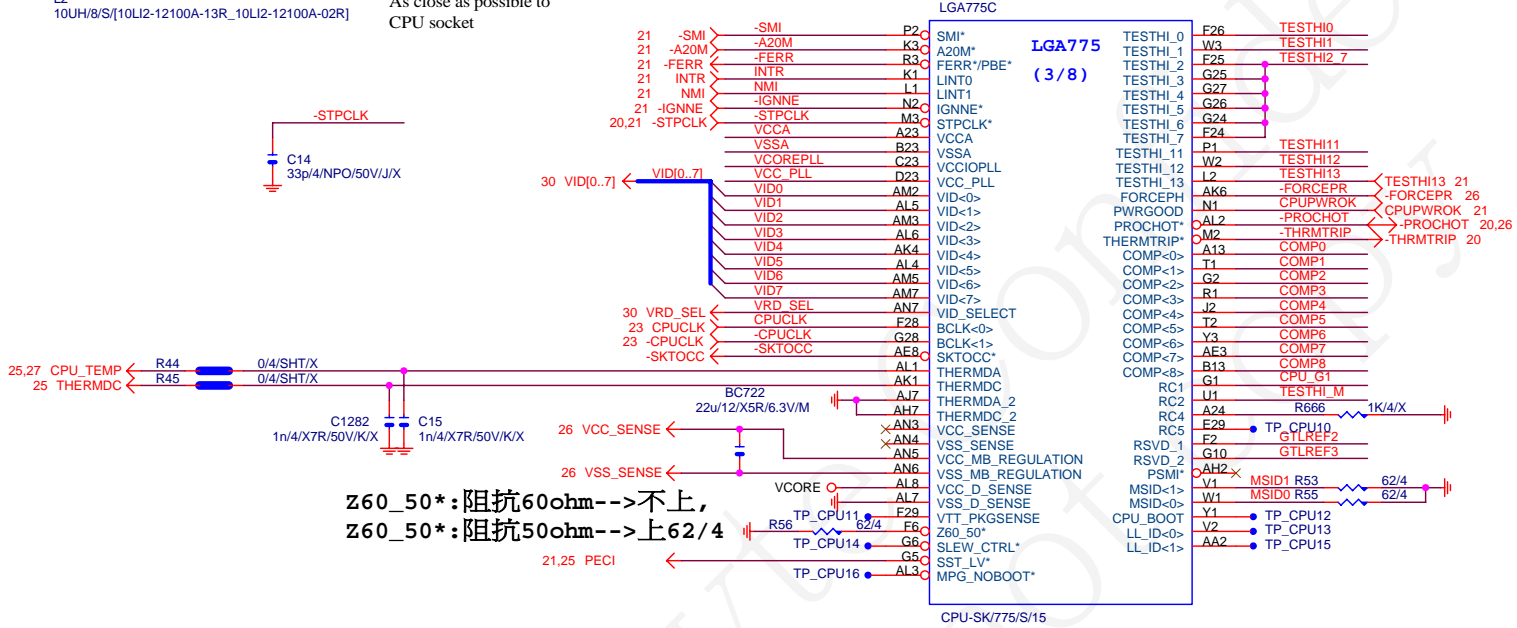 10UH/8/S/[10LI2-12100A-13R_10LI2-12100A-02R]
As close as possible to
CPU socket
-STPCLK
C14
33p/4/NPO/50V/J/X
LGA775C
LGA775
(3/8)
21 -SMI -SMI P2 SMI*
21 -A20M -A20M K3 A20M*
21 -FERR -FERR R3 FERR*/PBE*
21 INTR INTR K1 LINT0
21 NMI NMI L1 LINT1
21 -IGNNE -IGNNE N2 IGNNE*
20,21 -STPCLK -STPCLK M3 STPCLK*
VCCA A23 VCCA
VSSA B23 VSSA
VCOREPLL C23 VCCIOPLL
VCC_PLL D23 VCC_PLL
30 VID[0..7] VID[0..7]
VID0 AM2 VID<0>
VID1 AL5 VID<1>
VID2 AM3 VID<2>
VID3 AL6 VID<3>
VID4 AK4 VID<4>
VID5 AL4 VID<5>
VID6 AM5 VID<6>
VID7 AM7 VID<7>
30 VRD_SEL VRD_SEL AN7 VID_SELECT
23 CPUCLK CPUCLK F28 BCLK<0>
23 -CPUCLK -CPUCLK G28 BCLK<1>
-SKTOCC -SKTOCC AE8 SKTOCC*
25,27 CPU_TEMP R44 0/4/SHT/X AL1 THERMDA
25 THERMDC R45 0/4/SHT/X AK1 THERMDC
AJ7 THERMDA_2
AH7 THERMDC_2
C1282
1n/4/X7R/50V/K/X
C15
1n/4/X7R/50V/K/X
BC722
22u/12/X5R/6.3V/M
AN3 VCC_SENSE
AN4 VSS_SENSE
26 VCC_SENSE AN5 VCC_MB_REGULATION
26 VSS_SENSE AN6 VSS_MB_REGULATION
VCORE AL8 VCC_D_SENSE
AL7 VSS_D_SENSE
TP_CPU11 F29 VTT_PKGSENSE
R56 62/4 F6 Z60_50*
TP_CPU14 G6 SLEW_CTRL*
21,25 PECI G5 SST_LV*
TP_CPU16 AL3 MPG_NOBOOT*
Z60_50*:阻抗60ohm-->不上,
Z60_50*:阻抗50ohm-->上62/4
TESTHI_0 F26 TESTHI0
TESTHI_1 W3 TESTHI1
TESTHI_2 F25 TESTHI2_7
TESTHI_3 G25
TESTHI_4 G27
TESTHI_5 G26
TESTHI_6 G24
TESTHI_7 F24
TESTHI_11 P1 TESTHI11
TESTHI_12 W2 TESTHI12
TESTHI_13 L2 TESTHI13 TESTHI13 21
FORCEPH AK6 -FORCEPR -FORCEPR 26
PWRGOOD N1 CPUPWROK CPUPWROK 21
PROCHOT* AL2 -PROCHOT -PROCHOT 20,26
THERMTRIP* M2 -THRMTRIP -THRMTRIP 20
COMP<0> A13 COMP0
COMP<1> T1 COMP1
COMP<2> G2 COMP2
COMP<3> R1 COMP3
COMP<4> J2 COMP4
COMP<5> T2 COMP5
COMP<6> Y3 COMP6
COMP<7> AE3 COMP7
COMP<8> B13 COMP8
RC1 G1 CPU_G1
RC2 U1 TESTHI_M
RC4 A24 R666 1K/4/X
RC5 E29 TP_CPU10
RSVD_1 F2 GTLREF2
RSVD_2 G10 GTLREF3
PSMI* AH2
MSID<1> V1 MSID1 R53 62/4
MSID<0> W1 MSID0 R55 62/4
CPU_BOOT Y1 TP_CPU12
LL_ID<0> V2 TP_CPU13
LL_ID<1> AA2 TP_CPU15
CPU-SK/775/S/15